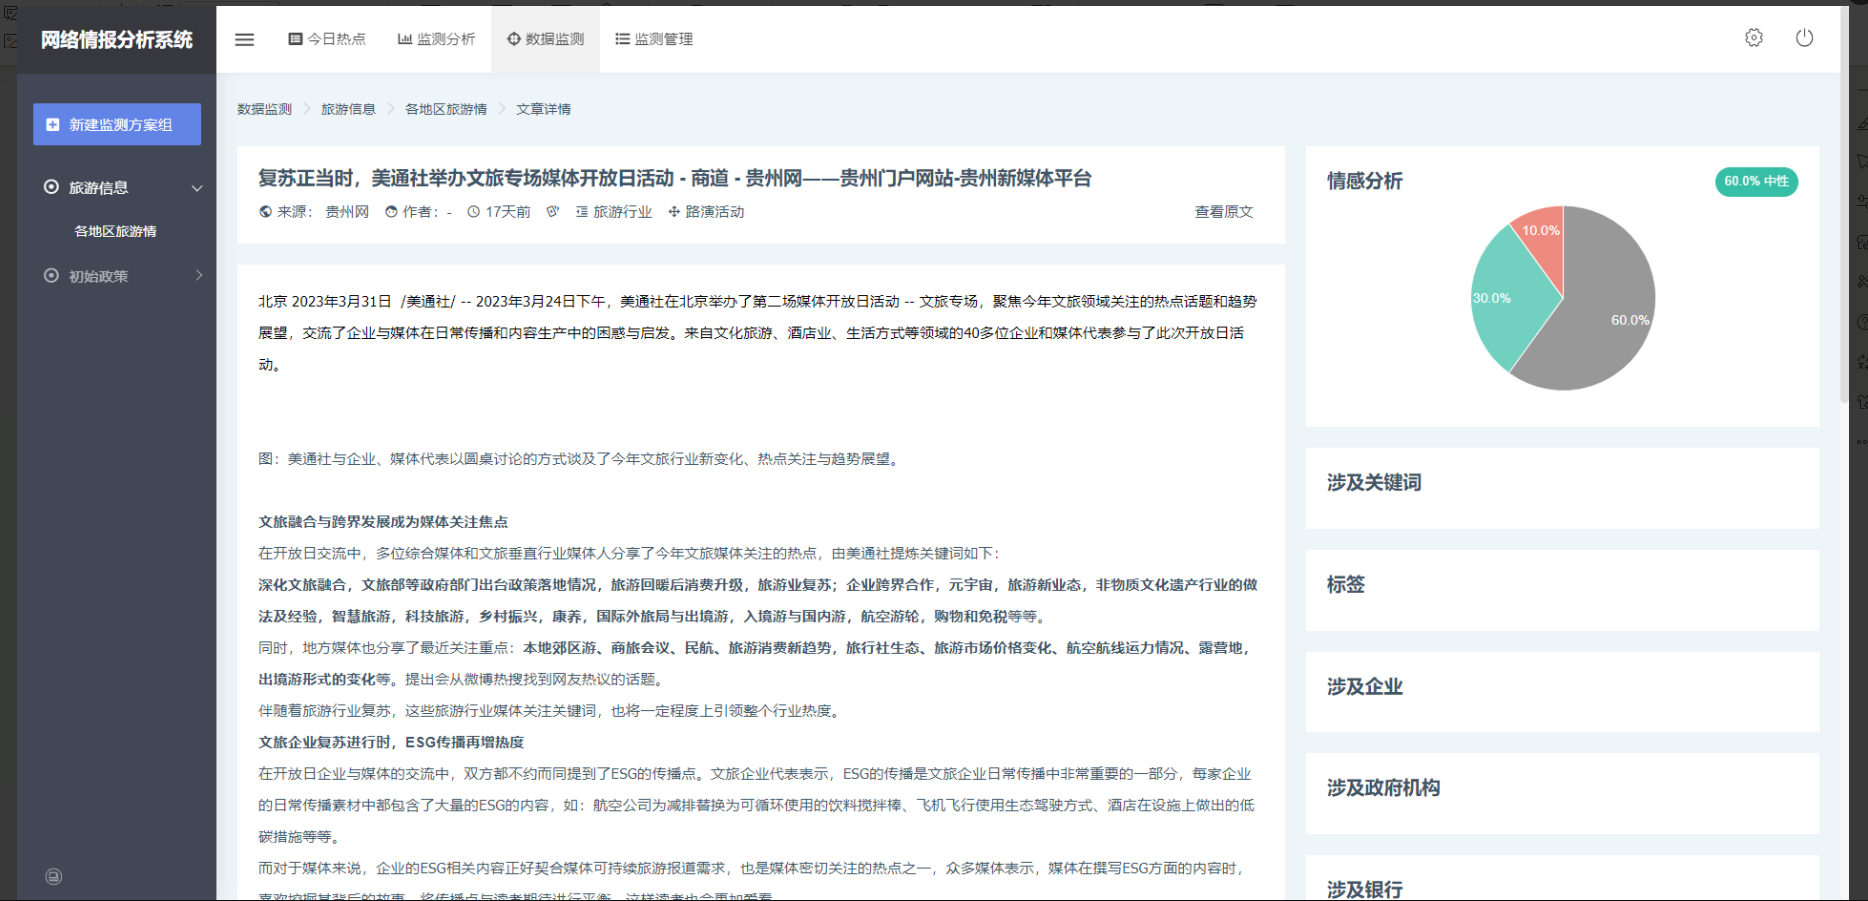 网络情报分析系统
今日热点
监测分析
数据监测
监测管理
新建监测方案组
旅游信息
各地区旅游情
初始政策
数据监测 > 旅游信息 > 各地区旅游情 > 文章详情
复苏正当时，美通社举办文旅专场媒体开放日活动 - 商道 - 贵州网——贵州门户网站-贵州新媒体平台
来源： 贵州网 作者：- 17天前 旅游行业 路演活动 查看原文
北京 2023年3月31日 /美通社/ -- 2023年3月24日下午，美通社在北京举办了第二场媒体开放日活动 -- 文旅专场，聚焦今年文旅领域关注的热点话题和趋势
展望，交流了企业与媒体在日常传播和内容生产中的困惑与启发。来自文化旅游、酒店业、生活方式等领域的40多位企业和媒体代表参与了此次开放日活
动。
图：美通社与企业、媒体代表以圆桌讨论的方式谈及了今年文旅行业新变化、热点关注与趋势展望。
文旅融合与跨界发展成为媒体关注焦点
在开放日交流中，多位综合媒体和文旅垂直行业媒体人分享了今年文旅媒体关注的热点，由美通社提炼关键词如下：
深化文旅融合，文旅部等政府部门出台政策落地情况，旅游回暖后消费升级，旅游业复苏；企业跨界合作，元宇宙，旅游新业态，非物质文化遗产行业的做
法及经验，智慧旅游，科技旅游，乡村振兴，康养，国际外旅局与出境游，入境游与国内游，航空游轮，购物和免税等等。
同时，地方媒体也分享了最近关注重点：本地郊区游、商旅会议、民航、旅游消费新趋势，旅行社生态、旅游市场价格变化、航空航线运力情况、露营地，
出境游形式的变化等。提出会从微博热搜找到网友热议的话题。
伴随着旅游行业复苏，这些旅游行业媒体关注关键词，也将一定程度上引领整个行业热度。
文旅企业复苏进行时，ESG传播再增热度
在开放日企业与媒体的交流中，双方都不约而同提到了ESG的传播点。文旅企业代表表示，ESG的传播是文旅企业日常传播中非常重要的一部分，每家企业
的日常传播素材中都包含了大量的ESG的内容，如：航空公司为减排替换为可循环使用的饮料搅拌棒、飞机飞行使用生态驾驶方式、酒店在设施上做出的低
碳措施等等。
而对于媒体来说，企业的ESG相关内容正好契合媒体可持续旅游报道需求，也是媒体密切关注的热点之一，众多媒体表示，媒体在撰写ESG方面的内容时，
喜欢挖掘其背后的故事，将传播点与读者期待进行平衡，这样读者也会更加爱看。
情感分析
60.0% 中性
10.0%
30.0%
60.0%
涉及关键词
标签
涉及企业
涉及政府机构
涉及银行